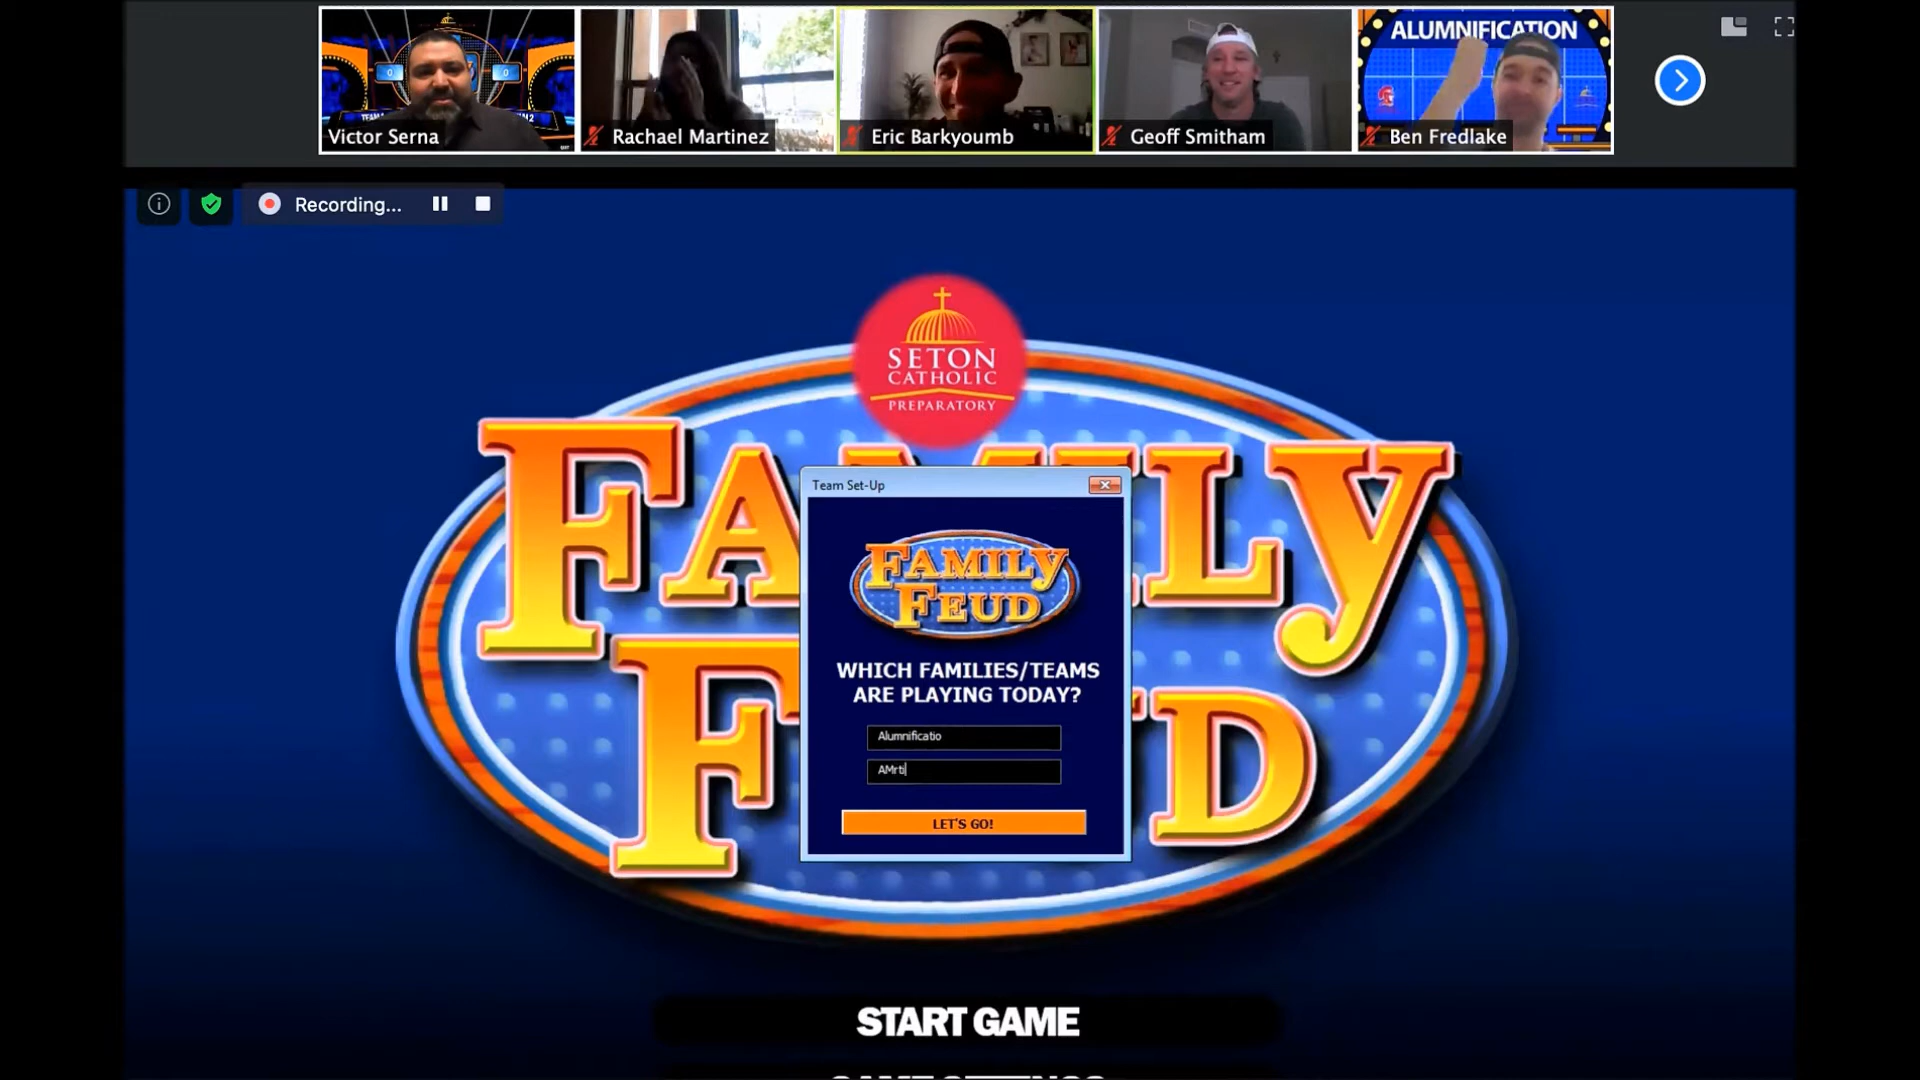 ALUMNIFICATION
Victor Serna
Rachael Martinez
Eric Barkyoumb
Geoff Smitham
Ben Fredlake
Recording...
SETON
CATHOLIC
PREPARATORY
FAMILY
Team Set-Up
FAMILY
FEUD
WHICH FAMILIES/TEAMS
ARE PLAYING TODAY?
Alumnificatio
AMrti
LET'S GO!
START GAME